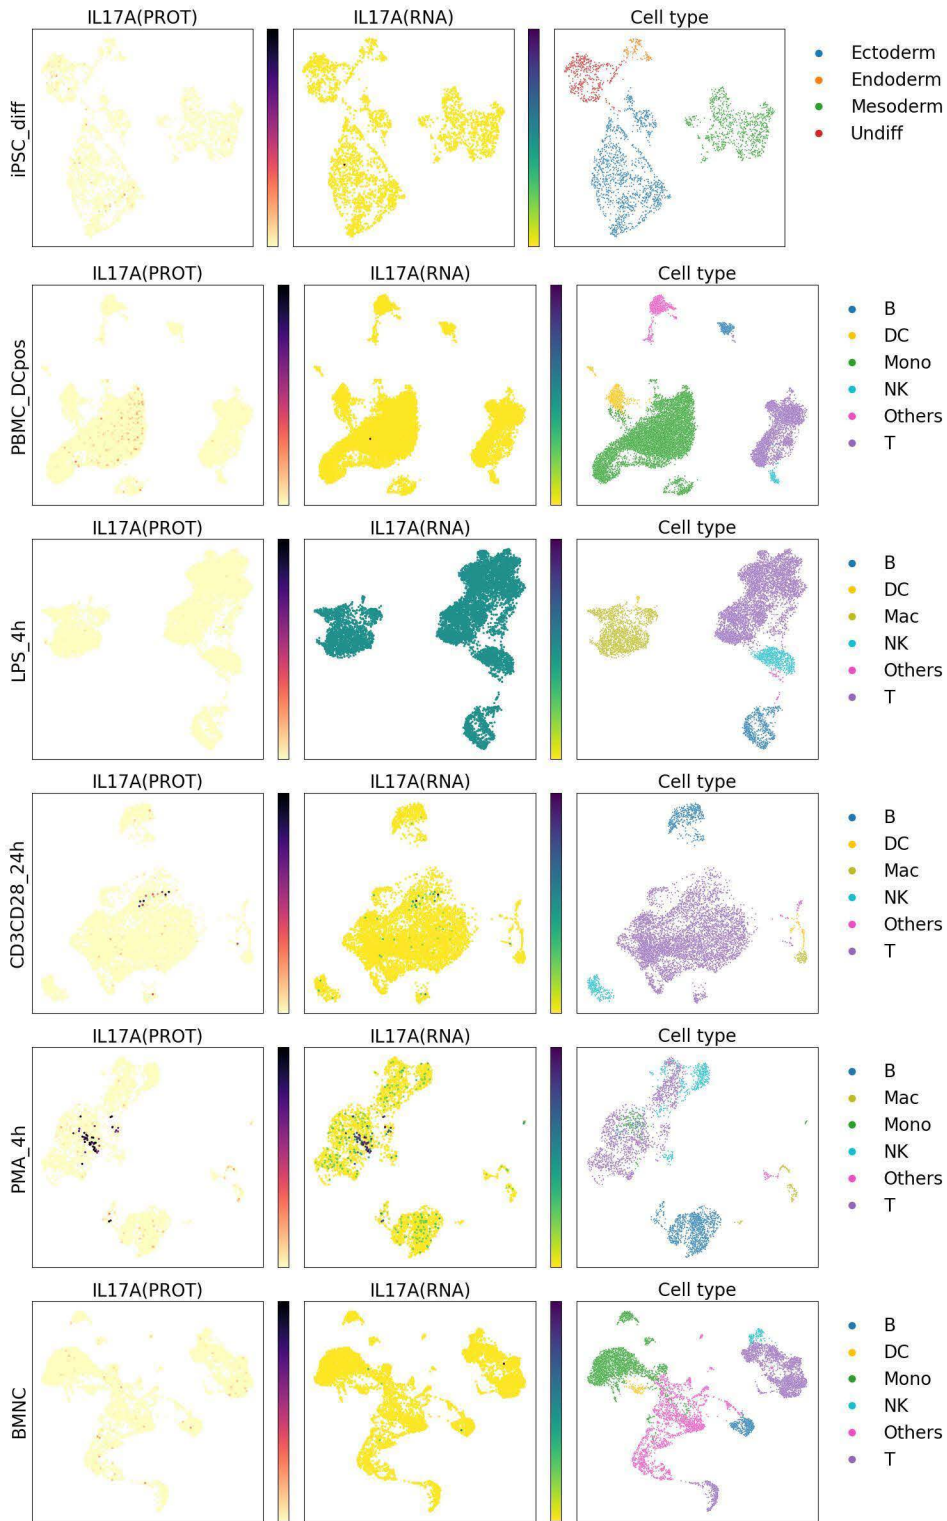 IL17A(PROT) IL17A(RNA) Cell type
iPSC_diff
Ectoderm
Endoderm
Mesoderm
Undiff
IL17A(PROT) IL17A(RNA) Cell type
PBMC_DCpos
B
DC
Mono
NK
Others
T
IL17A(PROT) IL17A(RNA) Cell type
LPS_4h
B
DC
Mac
NK
Others
T
IL17A(PROT) IL17A(RNA) Cell type
CD3CD28_24h
B
DC
Mac
NK
Others
T
IL17A(PROT) IL17A(RNA) Cell type
PMA_4h
B
Mac
Mono
NK
Others
T
IL17A(PROT) IL17A(RNA) Cell type
BMNC
B
DC
Mono
NK
Others
T